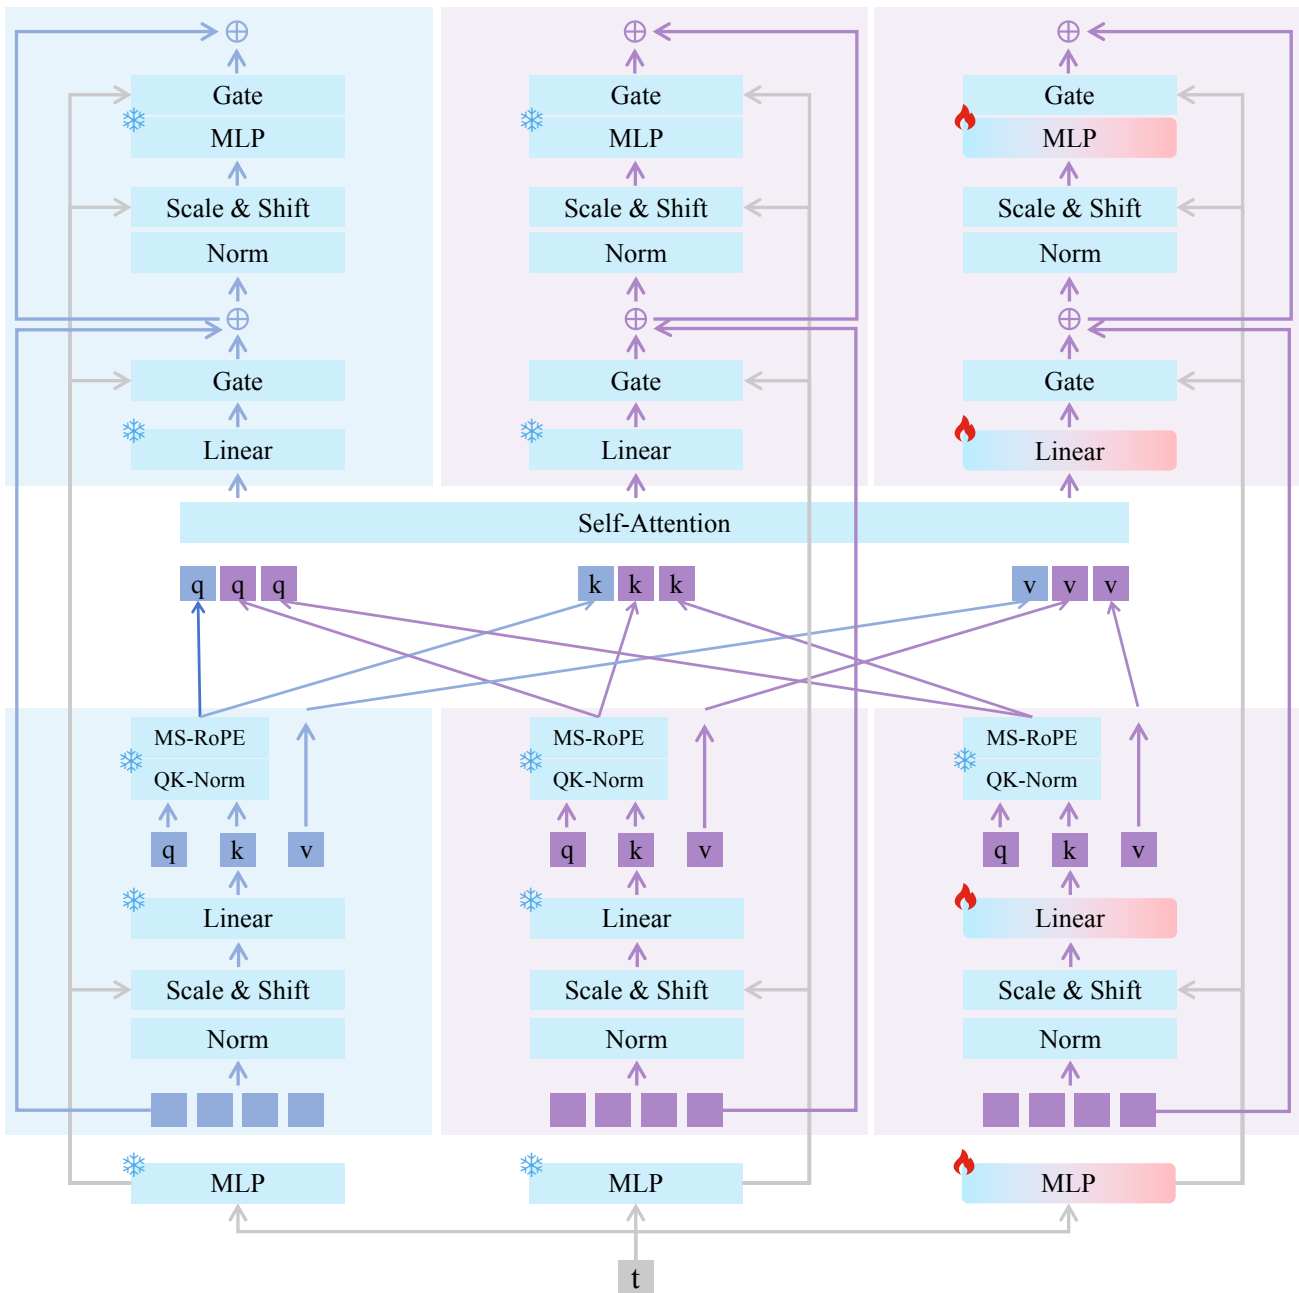 Gate
MLP
Scale & Shift
Norm
Gate
Linear
Gate
MLP
Scale & Shift
Norm
Gate
Linear
Gate
MLP
Scale & Shift
Norm
Gate
Linear
Self-Attention
q q q
k k k
v v v
MS-RoPE
QK-Norm
q k v
Linear
Scale & Shift
Norm
MLP
MS-RoPE
QK-Norm
q k v
Linear
Scale & Shift
Norm
MLP
MS-RoPE
QK-Norm
q k v
Linear
Scale & Shift
Norm
MLP
t